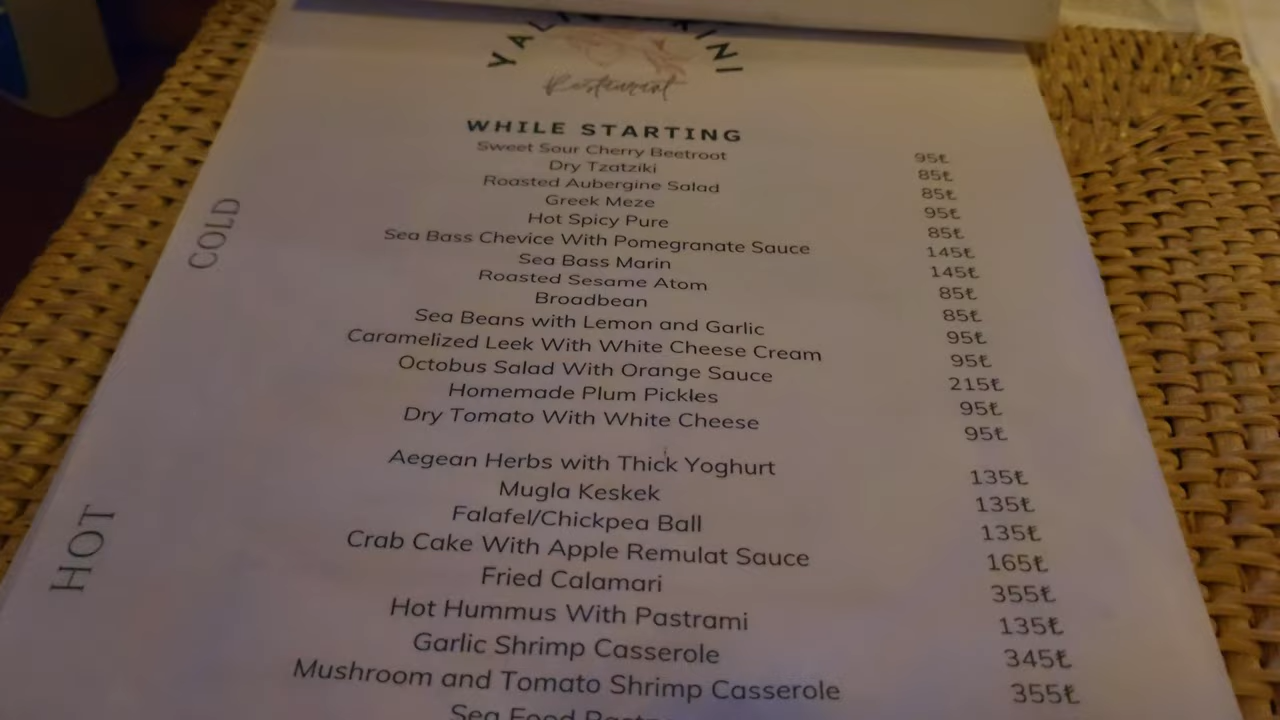 Restaurant
WHILE STARTING
COLD
Sweet Sour Cherry Beetroot 95₺
Dry Tzatziki 85₺
Roasted Aubergine Salad 85₺
Greek Meze 95₺
Hot Spicy Pure 85₺
Sea Bass Chevice With Pomegranate Sauce 145₺
Sea Bass Marin 145₺
Roasted Sesame Atom 85₺
Broadbean 85₺
Sea Beans with Lemon and Garlic 95₺
Caramelized Leek With White Cheese Cream 95₺
Octobus Salad With Orange Sauce 215₺
Homemade Plum Pickles 95₺
Dry Tomato With White Cheese 95₺
HOT
Aegean Herbs with Thick Yoghurt 135₺
Mugla Keskek 135₺
Falafel/Chickpea Ball 135₺
Crab Cake With Apple Remulat Sauce 165₺
Fried Calamari 355₺
Hot Hummus With Pastrami 135₺
Garlic Shrimp Casserole 345₺
Mushroom and Tomato Shrimp Casserole 355₺
Sea Food